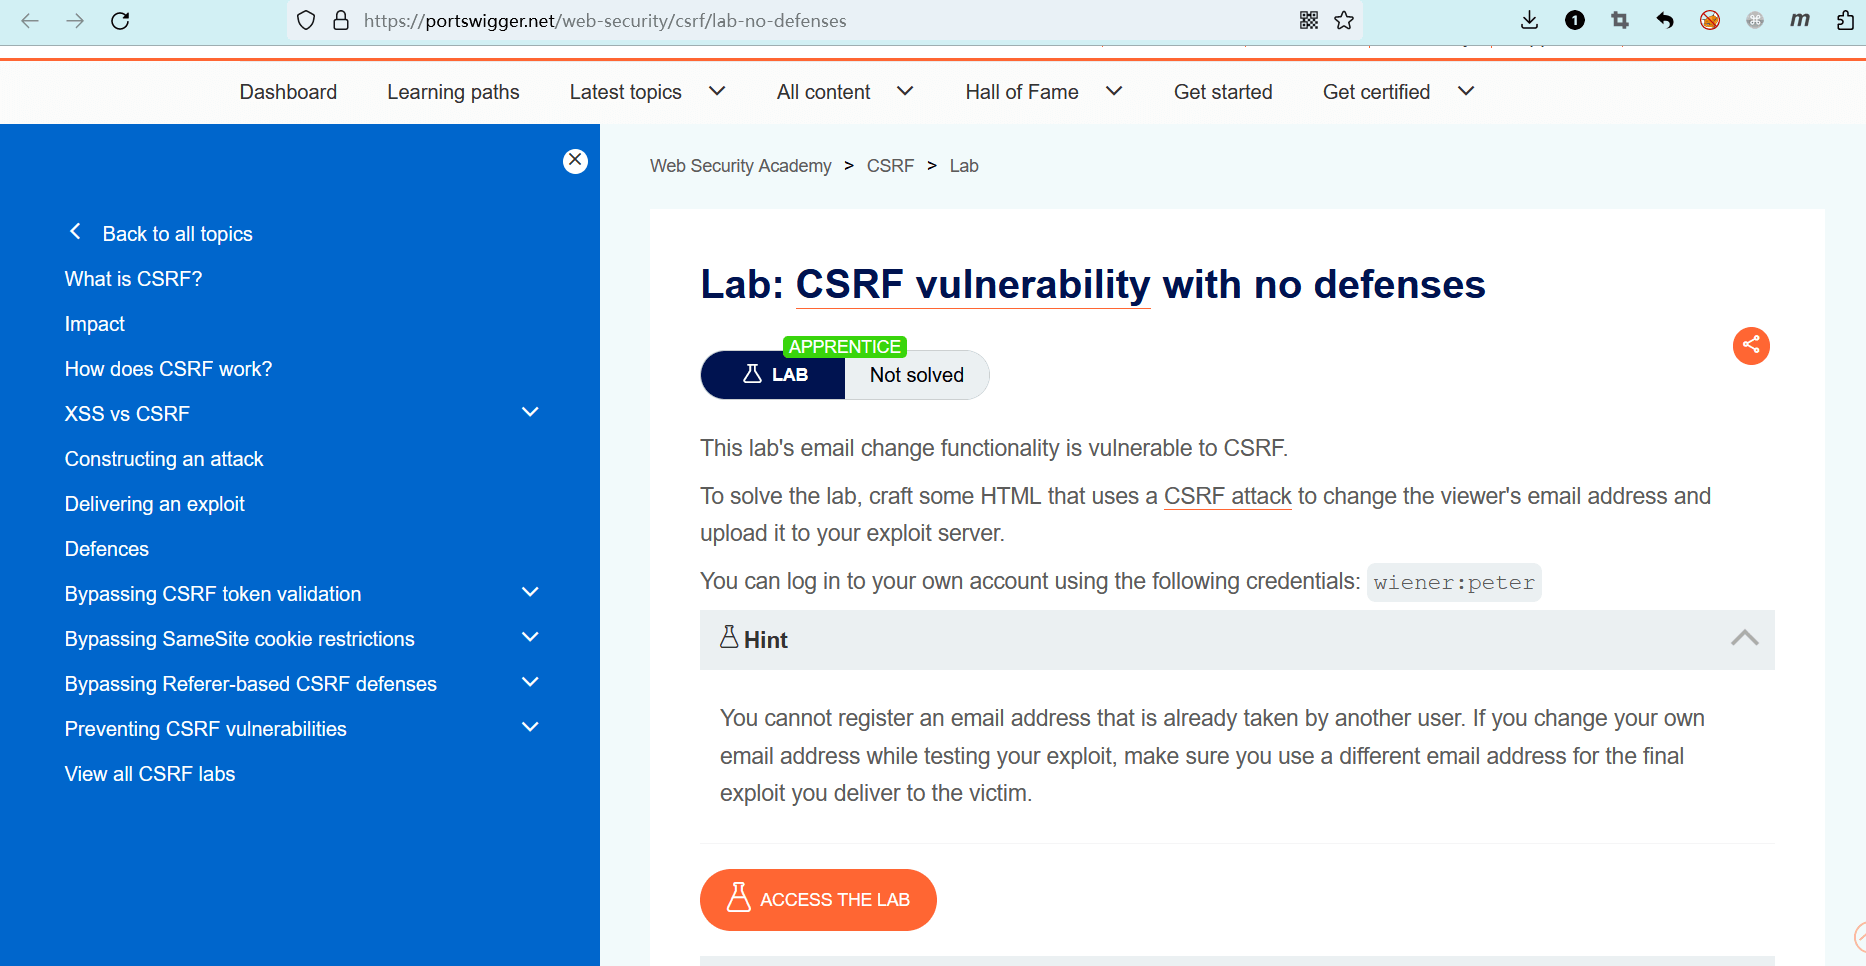 https://portswigger.net/web-security/csrf/lab-no-defenses
1
m
Dashboard
Learning paths
Latest topics
All content
Hall of Fame
Get started
Get certified
Web Security Academy > CSRF > Lab
Back to all topics
What is CSRF?
Impact
How does CSRF work?
XSS vs CSRF
Constructing an attack
Delivering an exploit
Defences
Bypassing CSRF token validation
Bypassing SameSite cookie restrictions
Bypassing Referer-based CSRF defenses
Preventing CSRF vulnerabilities
View all CSRF labs
Lab: CSRF vulnerability with no defenses
APPRENTICE
LAB
Not solved
This lab's email change functionality is vulnerable to CSRF.
To solve the lab, craft some HTML that uses a CSRF attack to change the viewer's email address and
upload it to your exploit server.
You can log in to your own account using the following credentials: wiener:peter
Hint
You cannot register an email address that is already taken by another user. If you change your own
email address while testing your exploit, make sure you use a different email address for the final
exploit you deliver to the victim.
ACCESS THE LAB